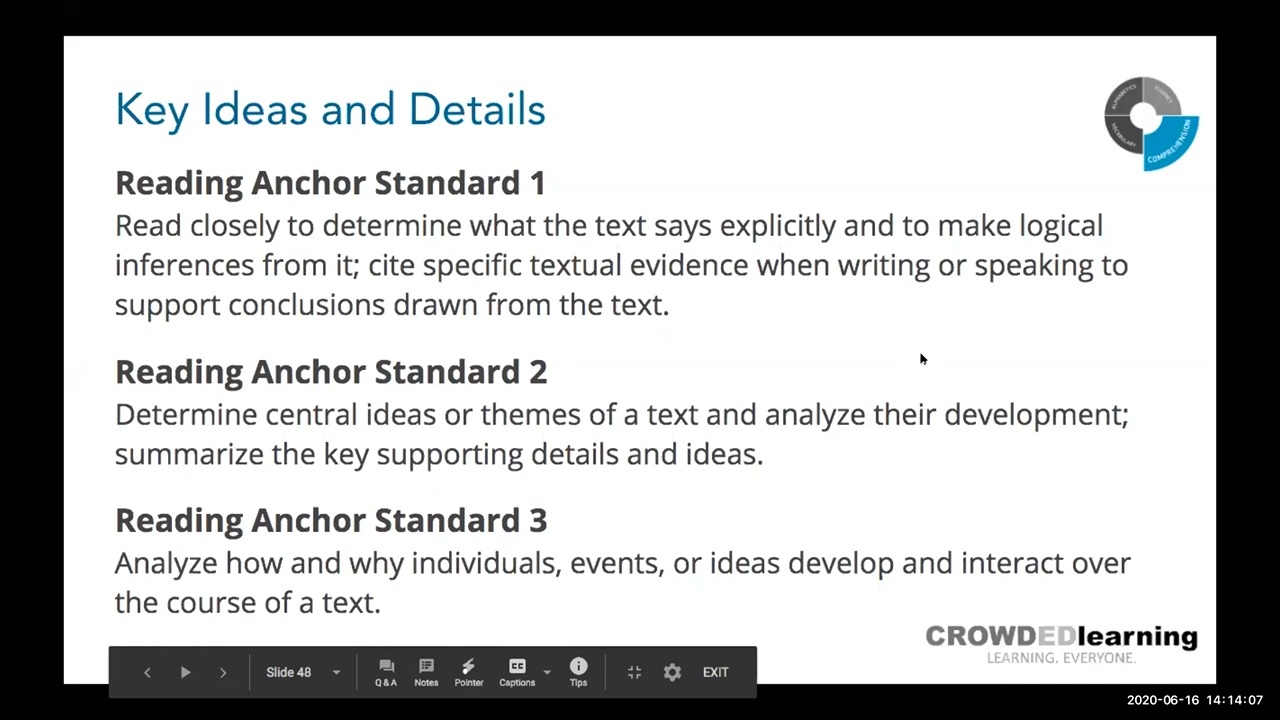 Key Ideas and Details
ALPHABETICS
FLUENCY
VOCABULARY
COMPREHENSION
Reading Anchor Standard 1
Read closely to determine what the text says explicitly and to make logical
inferences from it; cite specific textual evidence when writing or speaking to
support conclusions drawn from the text.
Reading Anchor Standard 2
Determine central ideas or themes of a text and analyze their development;
summarize the key supporting details and ideas.
Reading Anchor Standard 3
Analyze how and why individuals, events, or ideas develop and interact over
the course of a text.
CROWDEDlearning
LEARNING. EVERYONE.
Slide 48
Q & A
Notes
Pointer
CC
Captions
Tips
EXIT
2020-06-16 14:14:07